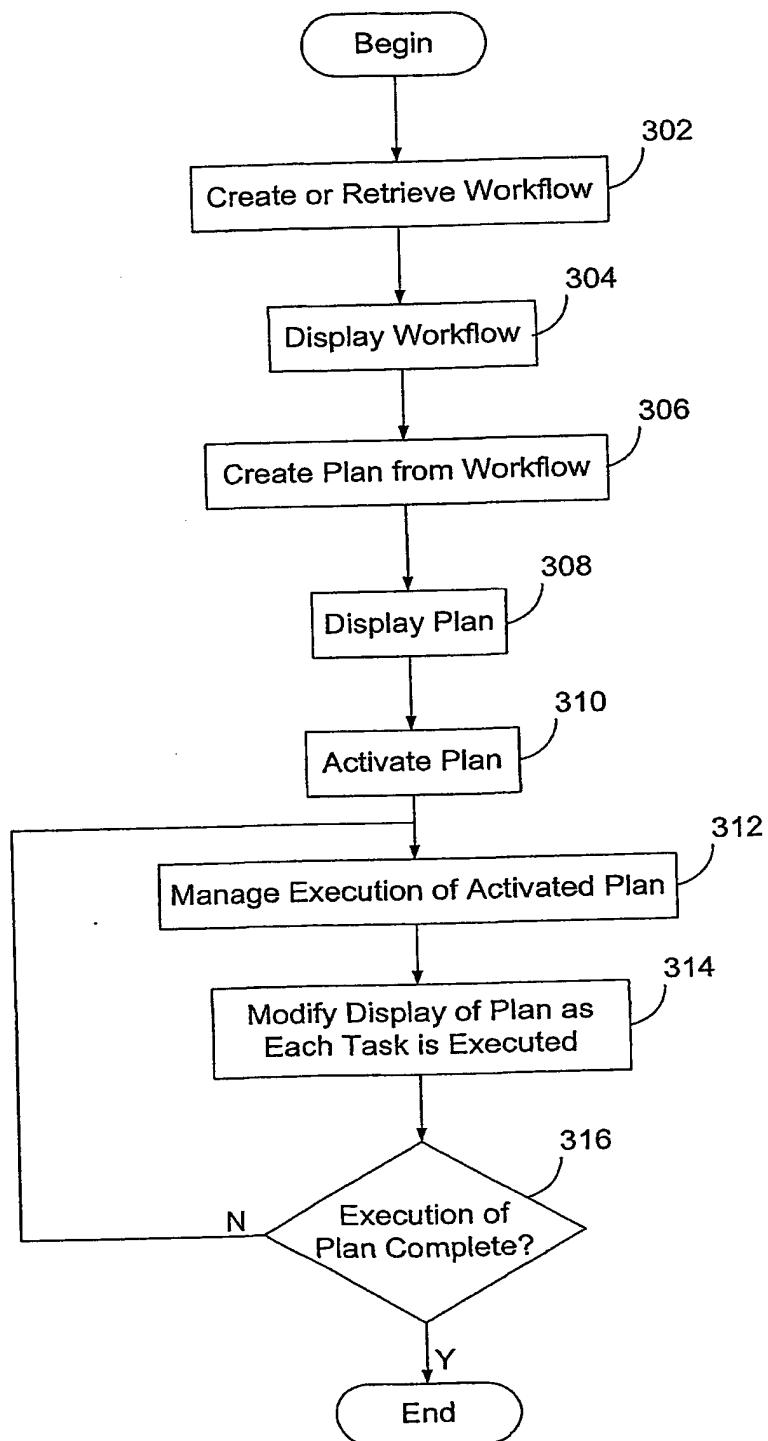 Begin
302
Create or Retrieve Workflow
304
Display Workflow
306
Create Plan from Workflow
308
Display Plan
310
Activate Plan
312
Manage Execution of Activated Plan
314
Modify Display of Plan as
Each Task is Executed
316
Execution of
Plan Complete?
N
Y
End